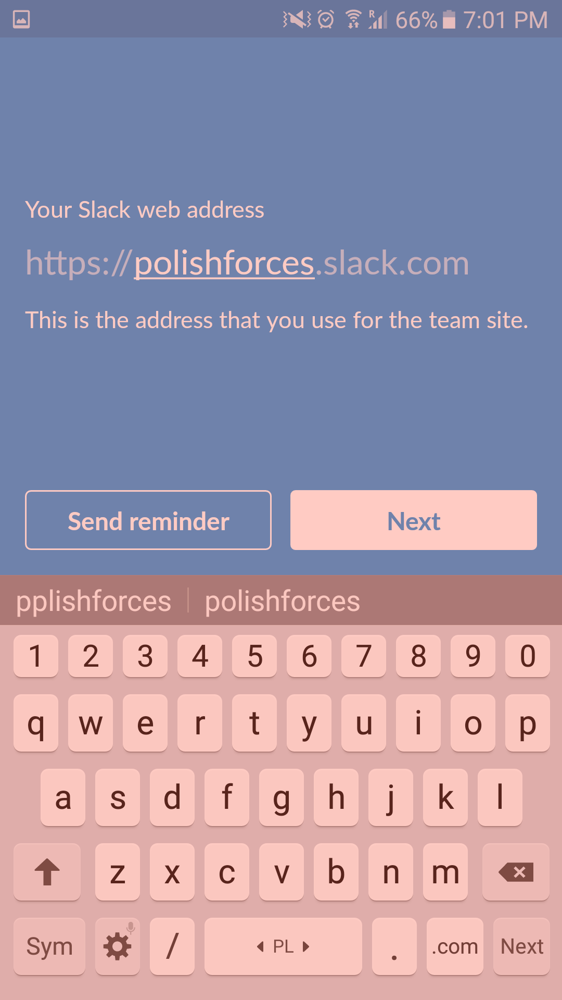 R 66% 7:01 PM
Your Slack web address
https://polishforces.slack.com
This is the address that you use for the team site.
Send reminder Next
pplishforces polishforces
1 2 3 4 5 6 7 8 9 0
q w e r t y u i o p
a s d f g h j k l
z x c v b n m
Sym / PL . .com Next